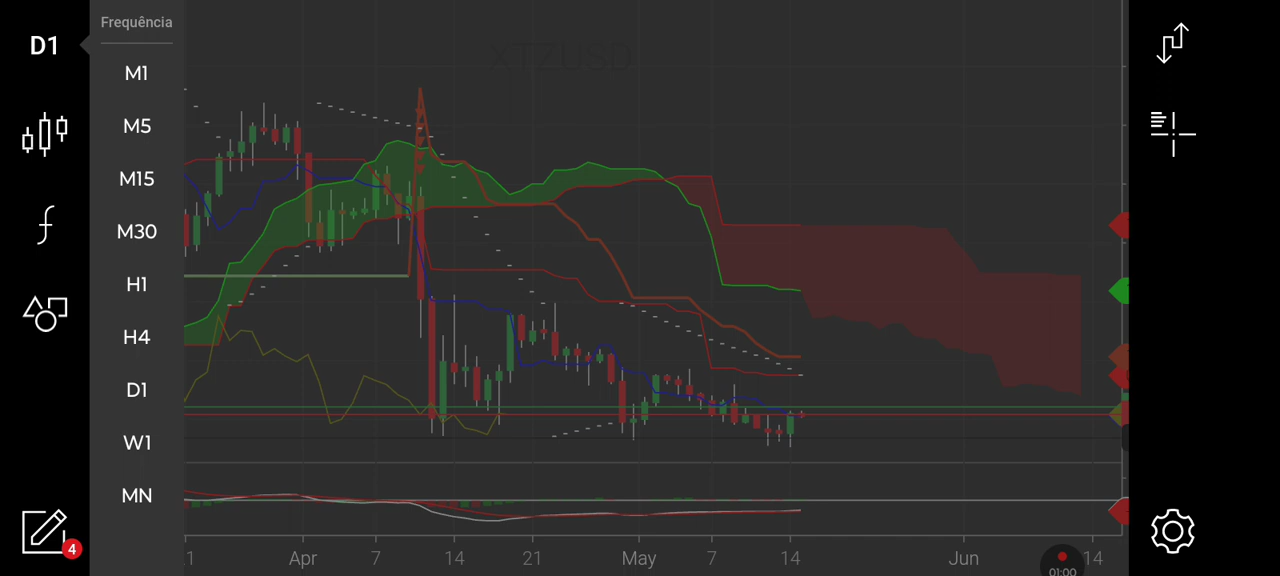 Frequência
D1
M1
M5
M15
M30
H1
H4
D1
W1
MN
XTZUSD
4
Apr 7 14 21 May 7 14 Jun 14
01:00